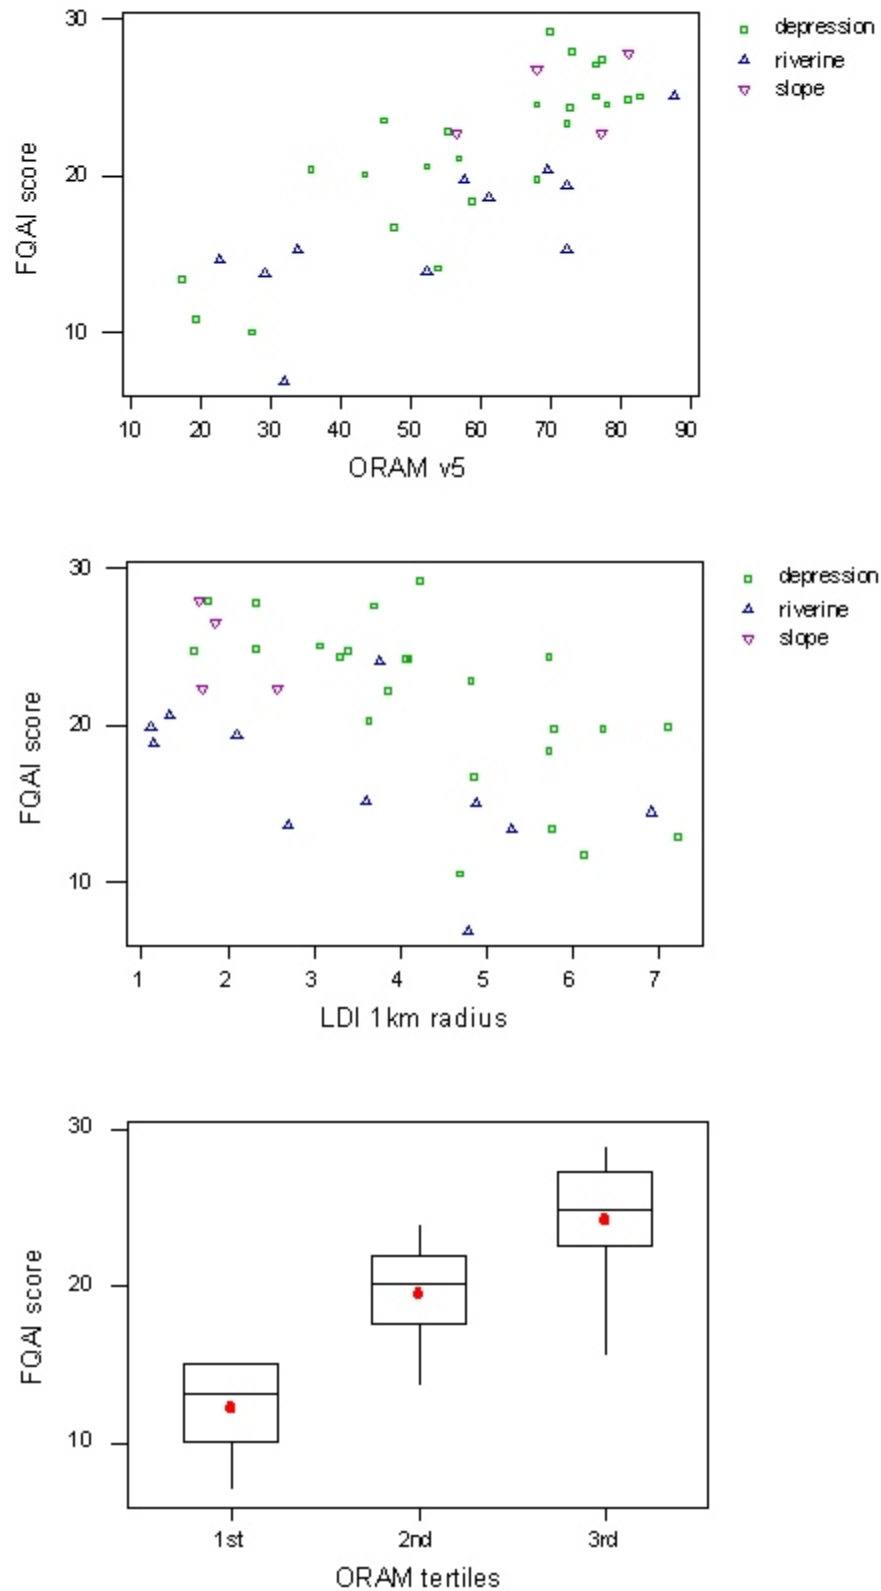 30
20
10
FQAI score
10 20 30 40 50 60 70 80 90
ORAM v5
depression
riverine
slope
30
20
10
FQAI score
1 2 3 4 5 6 7
LDI 1km radius
depression
riverine
slope
30
20
10
FQAI score
1st 2nd 3rd
ORAM tertiles